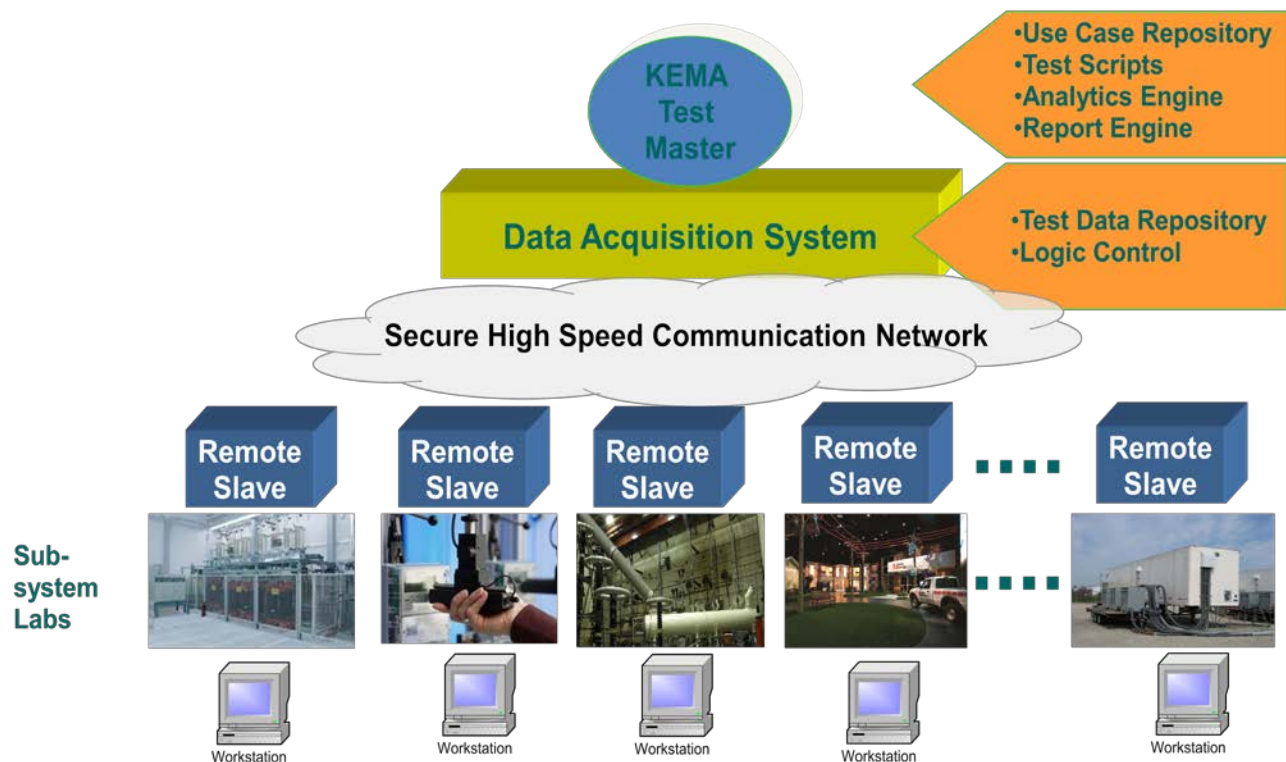 KEMA
Test
Master
•Use Case Repository
•Test Scripts
•Analytics Engine
•Report Engine
Data Acquisition System
•Test Data Repository
•Logic Control
Secure High Speed Communication Network
Remote
Slave
Remote
Slave
Remote
Slave
Remote
Slave
Remote
Slave
Sub-
system
Labs
Workstation
Workstation
Workstation
Workstation
Workstation